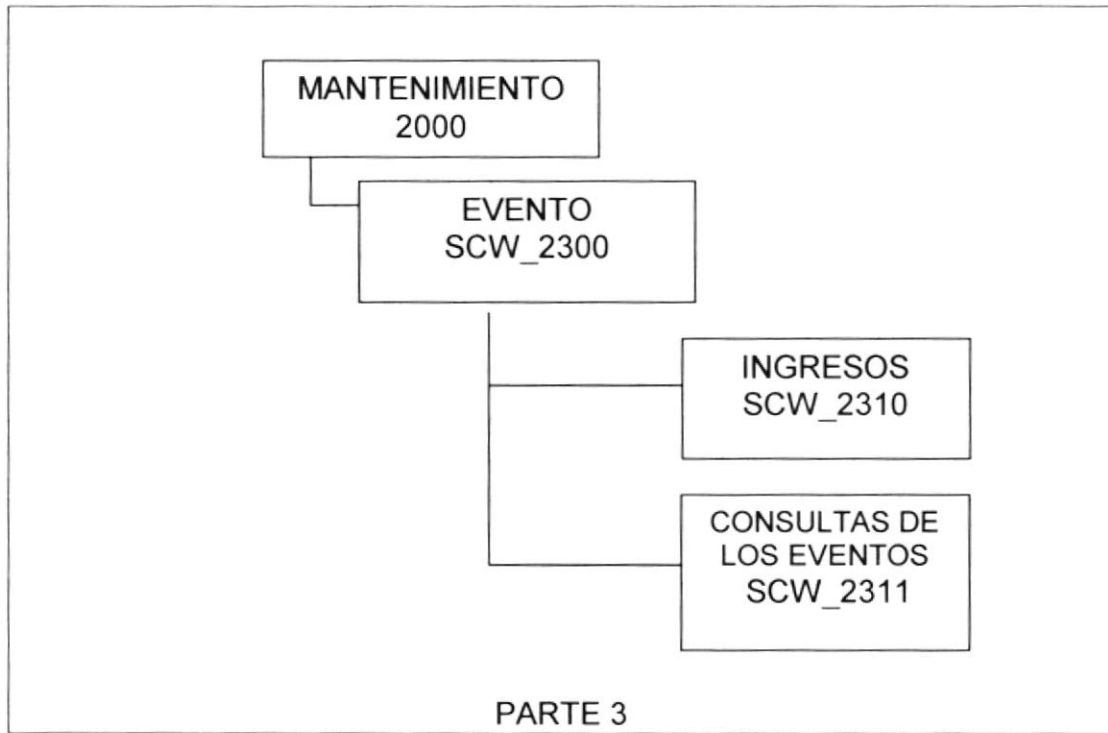 MANTENIMIENTO
2000
EVENTO
SCW_2300
INGRESOS
SCW_2310
CONSULTAS DE
LOS EVENTOS
SCW_2311
PARTE 3